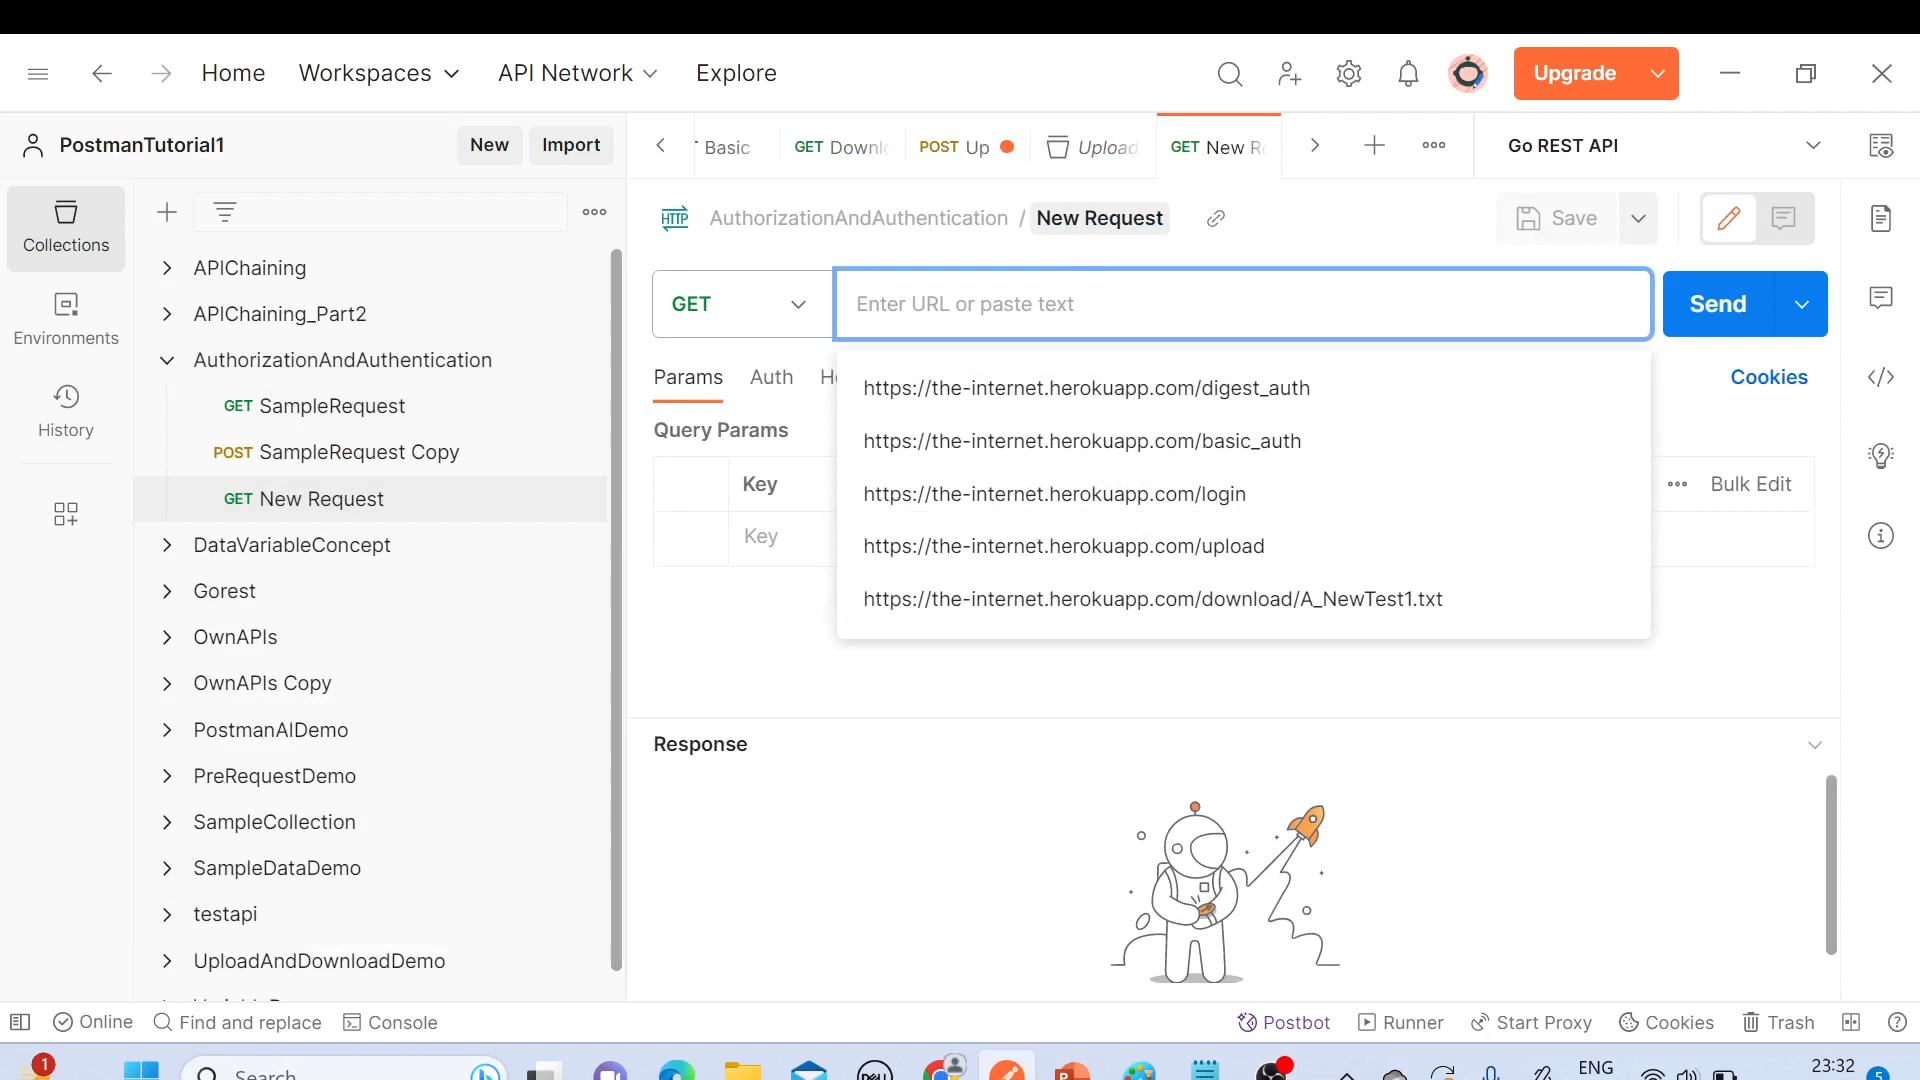 Home Workspaces API Network Explore Upgrade
PostmanTutorial1 New Import
Basic GET Downl POST Up Upload GET New R Go REST API
Collections
Environments
History
APIChaining
APIChaining_Part2
AuthorizationAndAuthentication
GET SampleRequest
POST SampleRequest Copy
GET New Request
DataVariableConcept
Gorest
OwnAPIs
OwnAPIs Copy
PostmanAIDemo
PreRequestDemo
SampleCollection
SampleDataDemo
testapi
UploadAndDownloadDemo
HTTP AuthorizationAndAuthentication / New Request Save
GET Enter URL or paste text Send
Params Auth He Cookies
https://the-internet.herokuapp.com/digest_auth
https://the-internet.herokuapp.com/basic_auth
https://the-internet.herokuapp.com/login
https://the-internet.herokuapp.com/upload
https://the-internet.herokuapp.com/download/A_NewTest1.txt
Query Params
Key Bulk Edit
Key
Response
Online Find and replace Console Postbot Runner Start Proxy Cookies Trash
1 Search DELL ENG 23:32 5